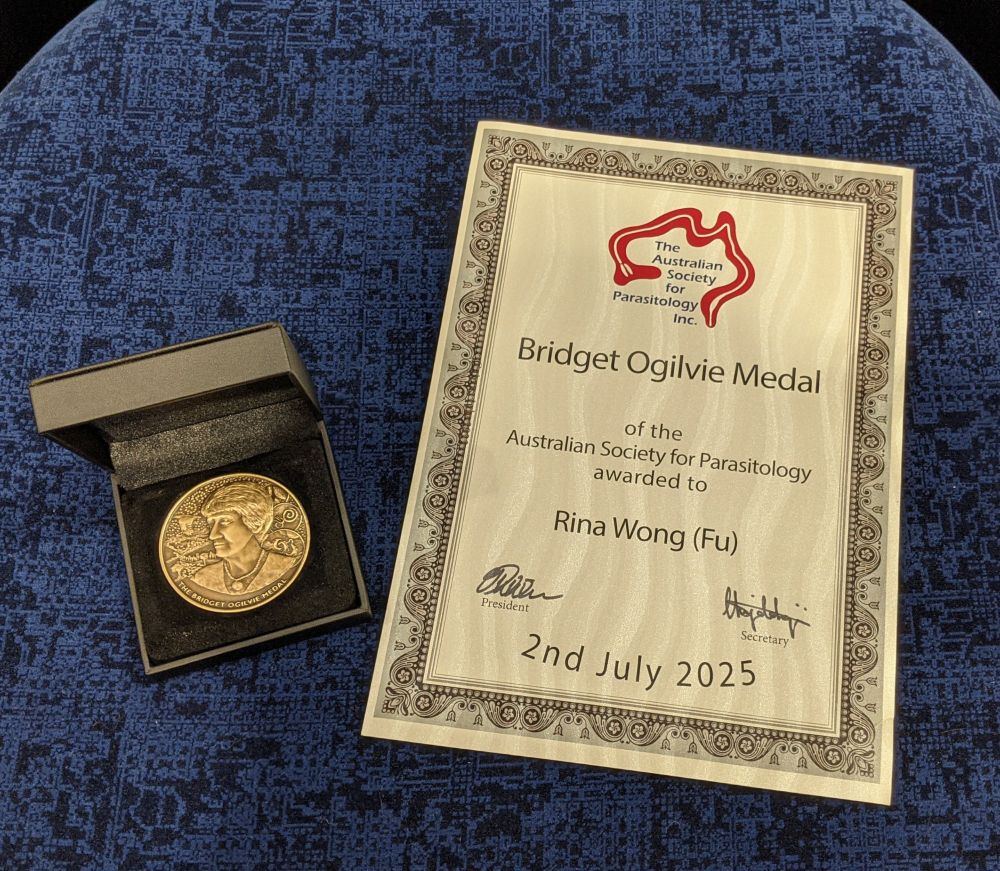 THE BRIDGET OGILVIE MEDAL
The
Australian
Society
for
Parasitology
Inc.
Bridget Ogilvie Medal
of the
Australian Society for Parasitology
awarded to
Rina Wong (Fu)
President
Secretary
2nd July 2025